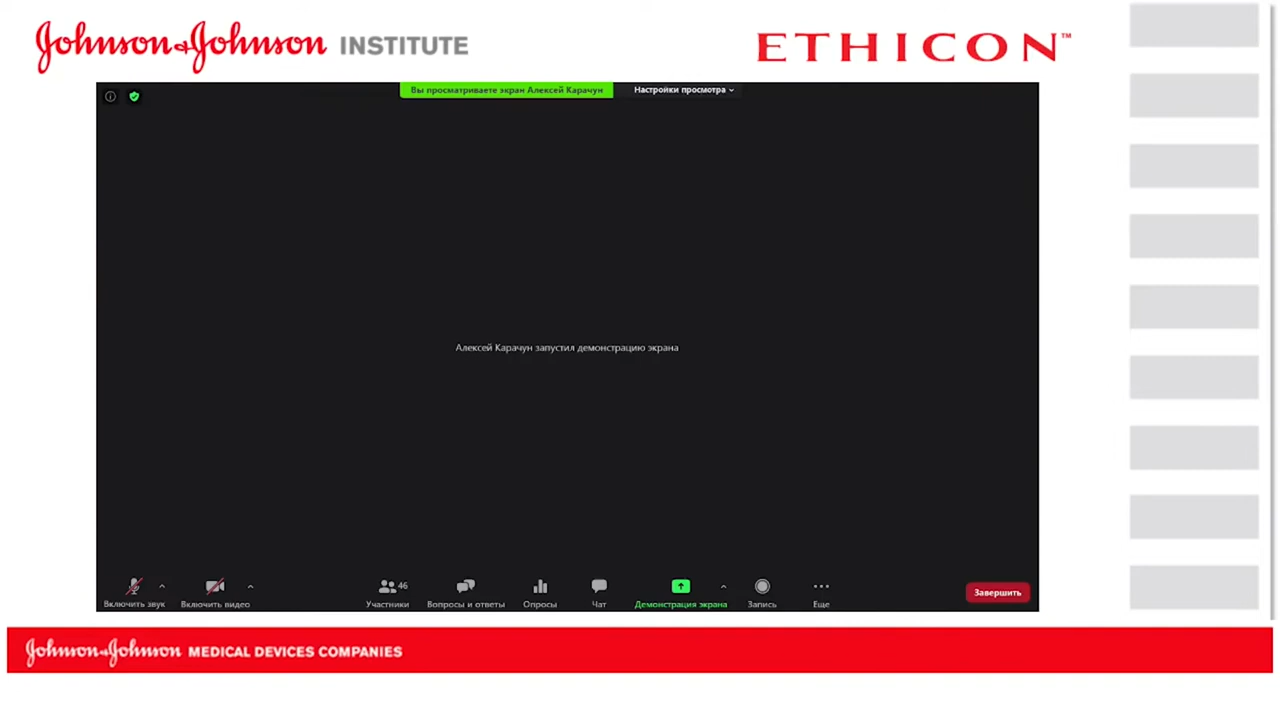 Johnson & Johnson INSTITUTE
ETHICON™
Вы просматриваете экран Алексей Карачун
Настройки просмотра
Алексей Карачун запустил демонстрацию экрана
46
Включить звук
Включить видео
Участники
Вопросы и ответы
Опросы
Чат
Демонстрация экрана
Запись
Еще
Завершить
Johnson & Johnson MEDICAL DEVICES COMPANIES